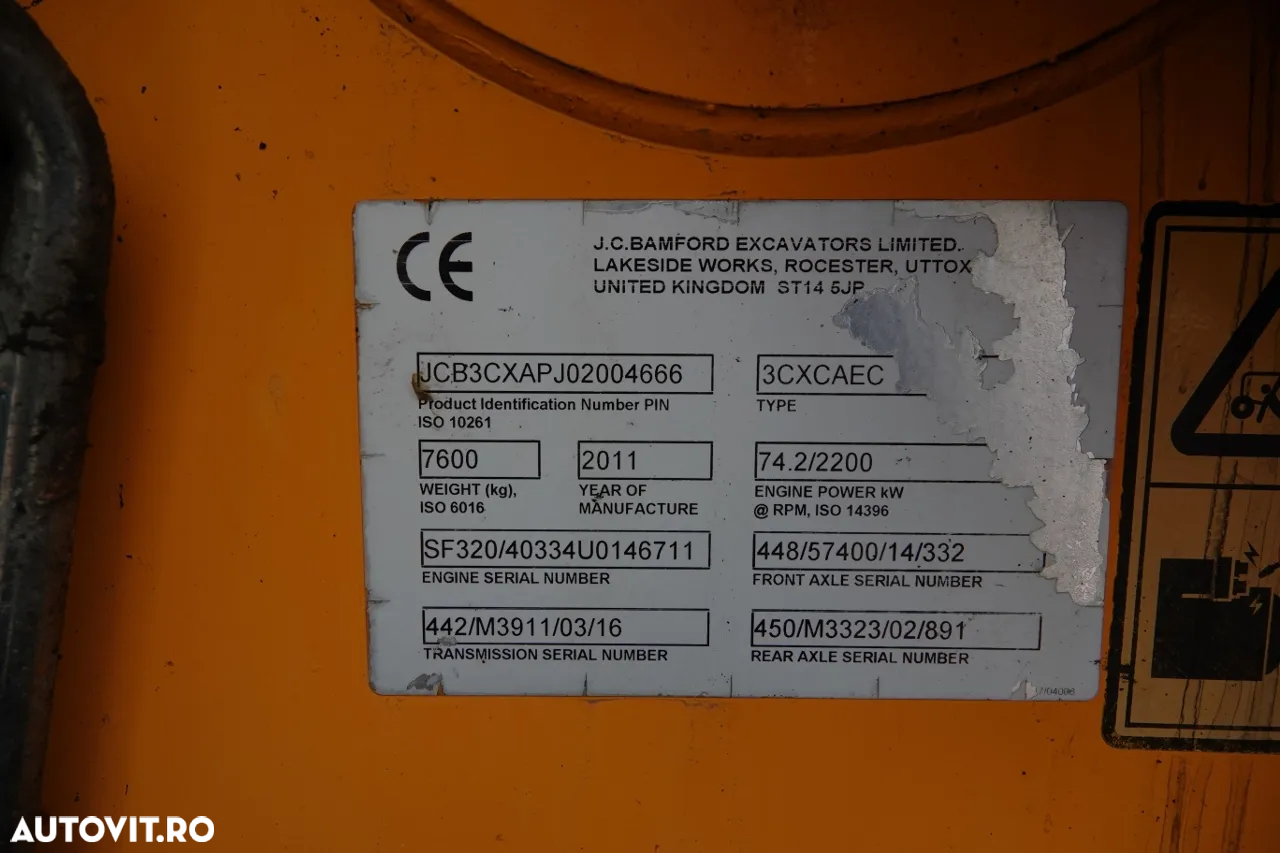 CE
J.C.BAMFORD EXCAVATORS LIMITED.
LAKESIDE WORKS, ROCESTER, UTTOX
UNITED KINGDOM ST14 5JP
JCB3CXAPJ02004666
Product Identification Number PIN
ISO 10261
3CXCAEC
TYPE
7600
WEIGHT (kg),
ISO 6016
2011
YEAR OF
MANUFACTURE
74.2/2200
ENGINE POWER kW
@ RPM, ISO 14396
SF320/40334U0146711
ENGINE SERIAL NUMBER
448/57400/14/332
FRONT AXLE SERIAL NUMBER
442/M3911/03/16
TRANSMISSION SERIAL NUMBER
450/M3323/02/891
REAR AXLE SERIAL NUMBER
AUTOVIT.RO